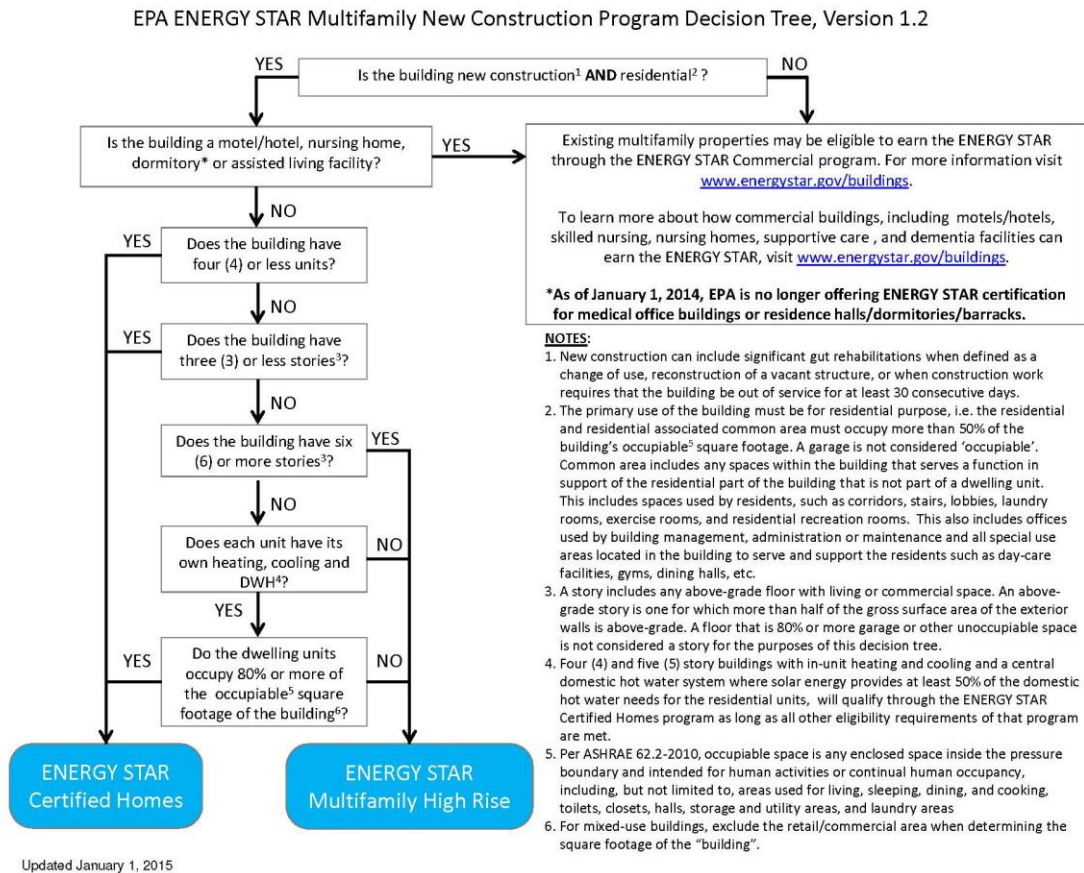 EPA ENERGY STAR Multifamily New Construction Program Decision Tree, Version 1.2
YES
NO
Is the building new construction¹ AND residential² ?
Is the building a motel/hotel, nursing home,
dormitory* or assisted living facility?
YES
Existing multifamily properties may be eligible to earn the ENERGY STAR
through the ENERGY STAR Commercial program. For more information visit
www.energystar.gov/buildings.
To learn more about how commercial buildings, including motels/hotels,
skilled nursing, nursing homes, supportive care , and dementia facilities can
earn the ENERGY STAR, visit www.energystar.gov/buildings.
*As of January 1, 2014, EPA is no longer offering ENERGY STAR certification
for medical office buildings or residence halls/dormitories/barracks.
NO
YES
Does the building have
four (4) or less units?
NO
YES
Does the building have
three (3) or less stories³?
NO
Does the building have six
(6) or more stories³?
YES
NO
Does each unit have its
own heating, cooling and
DWH⁴?
NO
YES
YES
Do the dwelling units
occupy 80% or more of
the occupiable⁵ square
footage of the building⁶?
NO
ENERGY STAR
Certified Homes
ENERGY STAR
Multifamily High Rise
NOTES:
1. New construction can include significant gut rehabilitations when defined as a
change of use, reconstruction of a vacant structure, or when construction work
requires that the building be out of service for at least 30 consecutive days.
2. The primary use of the building must be for residential purpose, i.e. the residential
and residential associated common area must occupy more than 50% of the
building's occupiable⁵ square footage. A garage is not considered 'occupiable'.
Common area includes any spaces within the building that serves a function in
support of the residential part of the building that is not part of a dwelling unit.
This includes spaces used by residents, such as corridors, stairs, lobbies, laundry
rooms, exercise rooms, and residential recreation rooms. This also includes offices
used by building management, administration or maintenance and all special use
areas located in the building to serve and support the residents such as day-care
facilities, gyms, dining halls, etc.
3. A story includes any above-grade floor with living or commercial space. An above-
grade story is one for which more than half of the gross surface area of the exterior
walls is above-grade. A floor that is 80% or more garage or other unoccupiable space
is not considered a story for the purposes of this decision tree.
4. Four (4) and five (5) story buildings with in-unit heating and cooling and a central
domestic hot water system where solar energy provides at least 50% of the domestic
hot water needs for the residential units, will qualify through the ENERGY STAR
Certified Homes program as long as all other eligibility requirements of that program
are met.
5. Per ASHRAE 62.2-2010, occupiable space is any enclosed space inside the pressure
boundary and intended for human activities or continual human occupancy,
including, but not limited to, areas used for living, sleeping, dining, and cooking,
toilets, closets, halls, storage and utility areas, and laundry areas
6. For mixed-use buildings, exclude the retail/commercial area when determining the
square footage of the "building".
Updated January 1, 2015